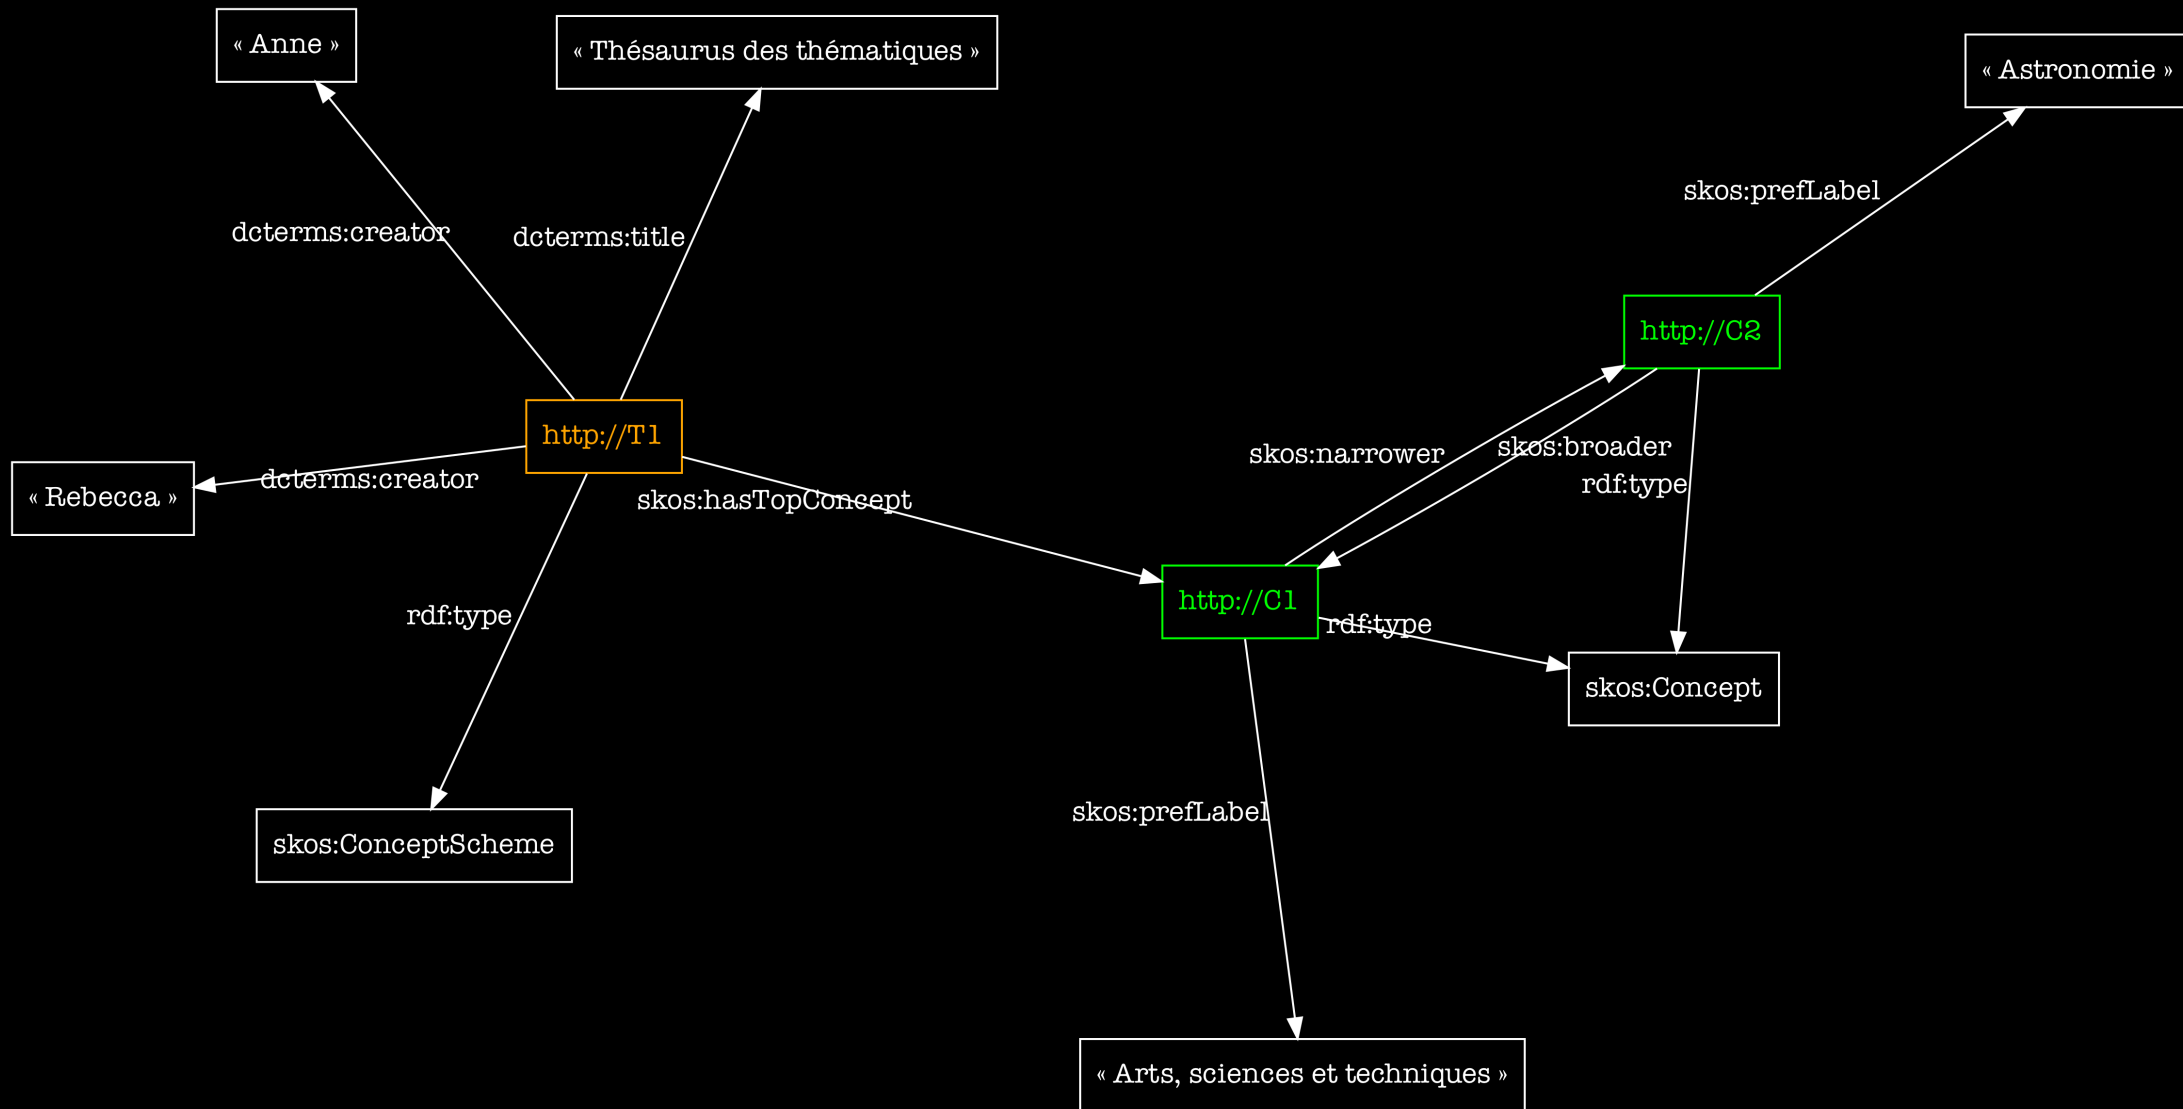 « Anne »
« Thésaurus des thématiques »
« Astronomie »
skos:prefLabel
dcterms:creator
dcterms:title
http://C2
http://T1
skos:narrower
skos:broader
rdf:type
« Rebecca »
dcterms:creator
skos:hasTopConcept
http://C1
rdf:type
rdf:type
skos:Concept
skos:prefLabel
skos:ConceptScheme
« Arts, sciences et techniques »